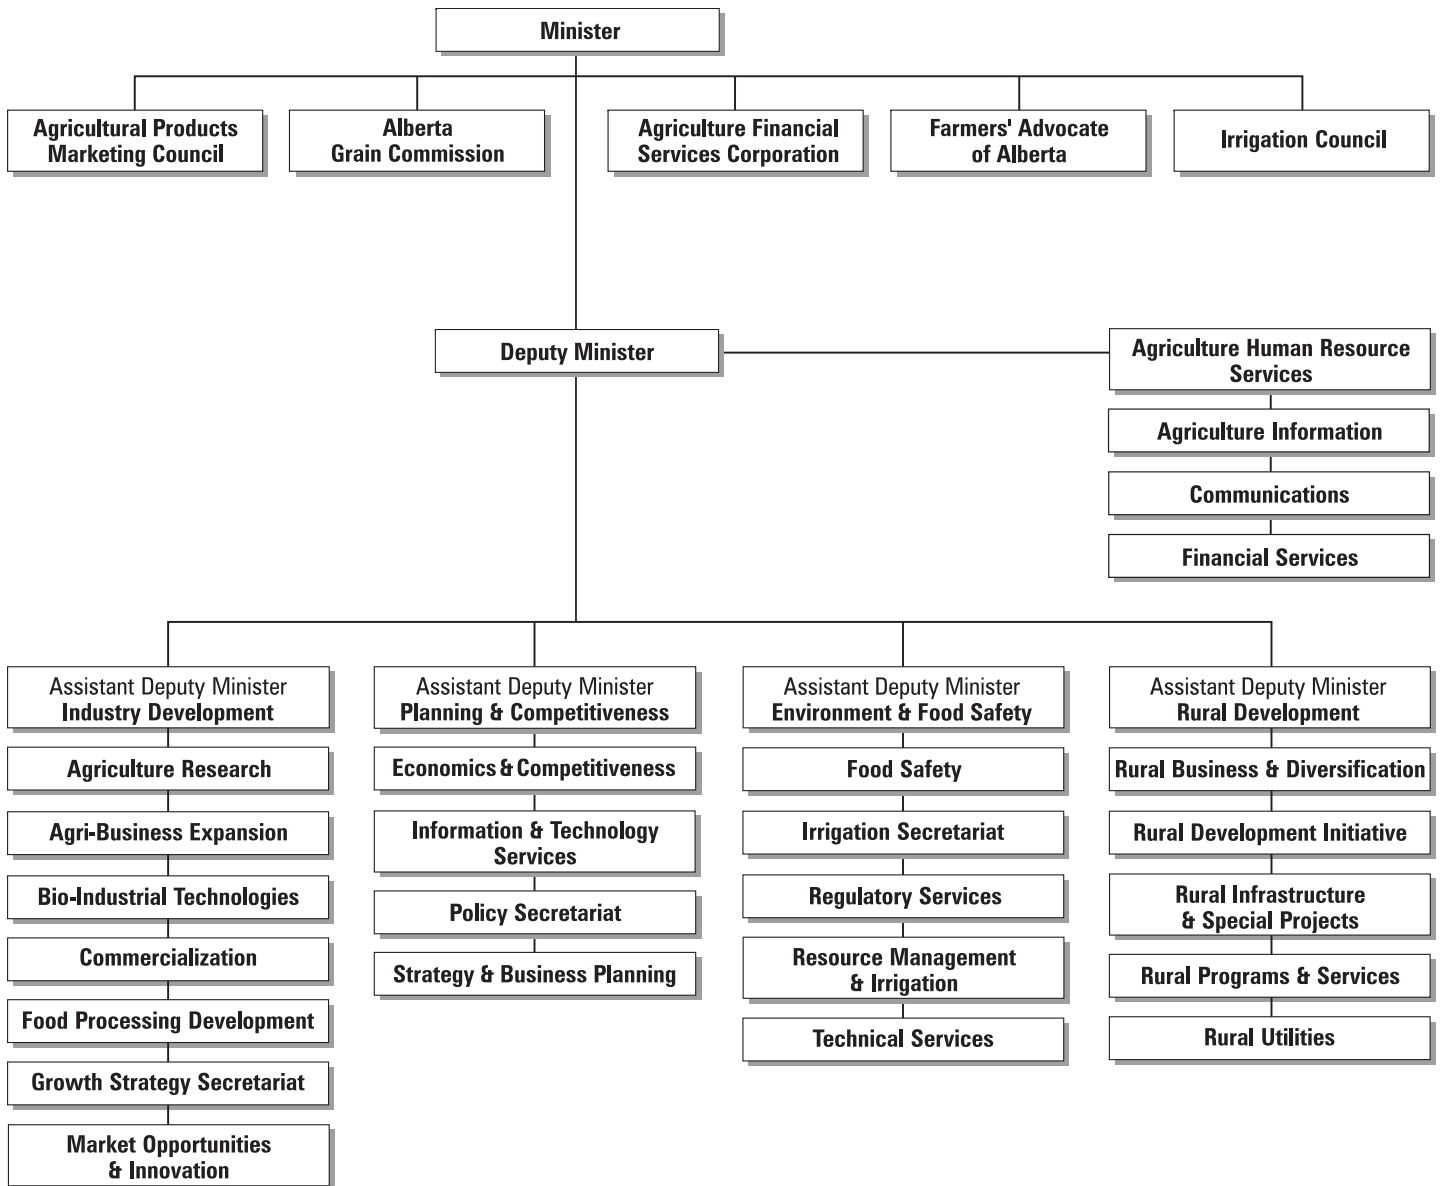 Minister
Agricultural Products
Marketing Council
Alberta
Grain Commission
Agriculture Financial
Services Corporation
Farmers' Advocate
of Alberta
Irrigation Council
Deputy Minister
Agriculture Human Resource
Services
Agriculture Information
Communications
Financial Services
Assistant Deputy Minister
Industry Development
Agriculture Research
Agri-Business Expansion
Bio-Industrial Technologies
Commercialization
Food Processing Development
Growth Strategy Secretariat
Market Opportunities
& Innovation
Assistant Deputy Minister
Planning & Competitiveness
Economics & Competitiveness
Information & Technology
Services
Policy Secretariat
Strategy & Business Planning
Assistant Deputy Minister
Environment & Food Safety
Food Safety
Irrigation Secretariat
Regulatory Services
Resource Management
& Irrigation
Technical Services
Assistant Deputy Minister
Rural Development
Rural Business & Diversification
Rural Development Initiative
Rural Infrastructure
& Special Projects
Rural Programs & Services
Rural Utilities